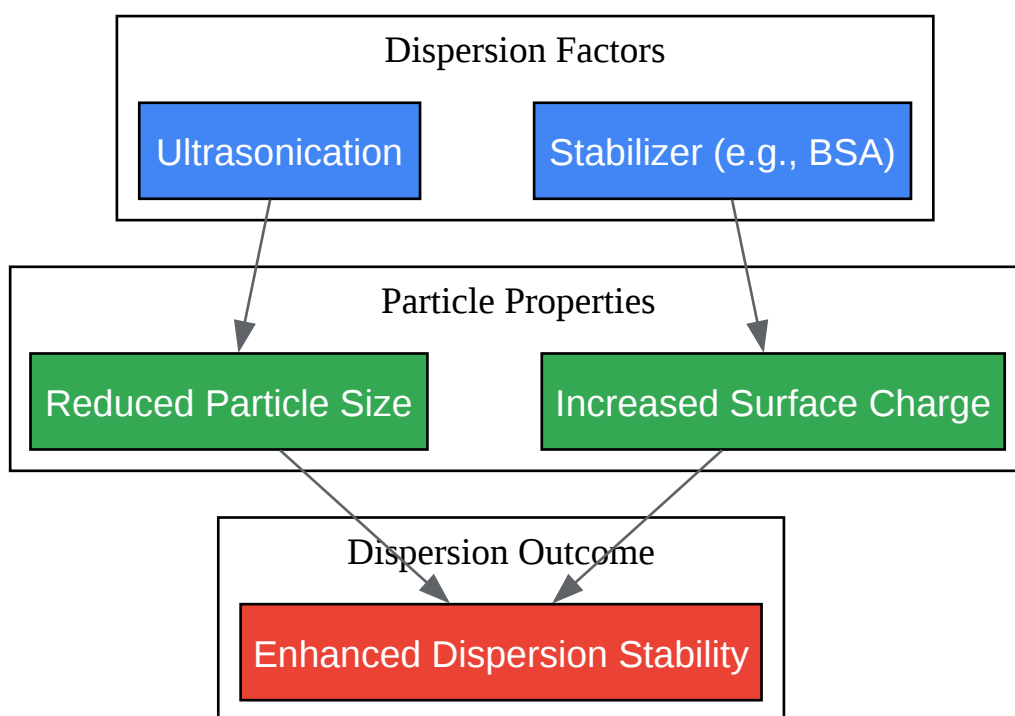 Dispersion Factors
Ultrasonication
Stabilizer (e.g., BSA)
Particle Properties
Reduced Particle Size
Increased Surface Charge
Dispersion Outcome
Enhanced Dispersion Stability